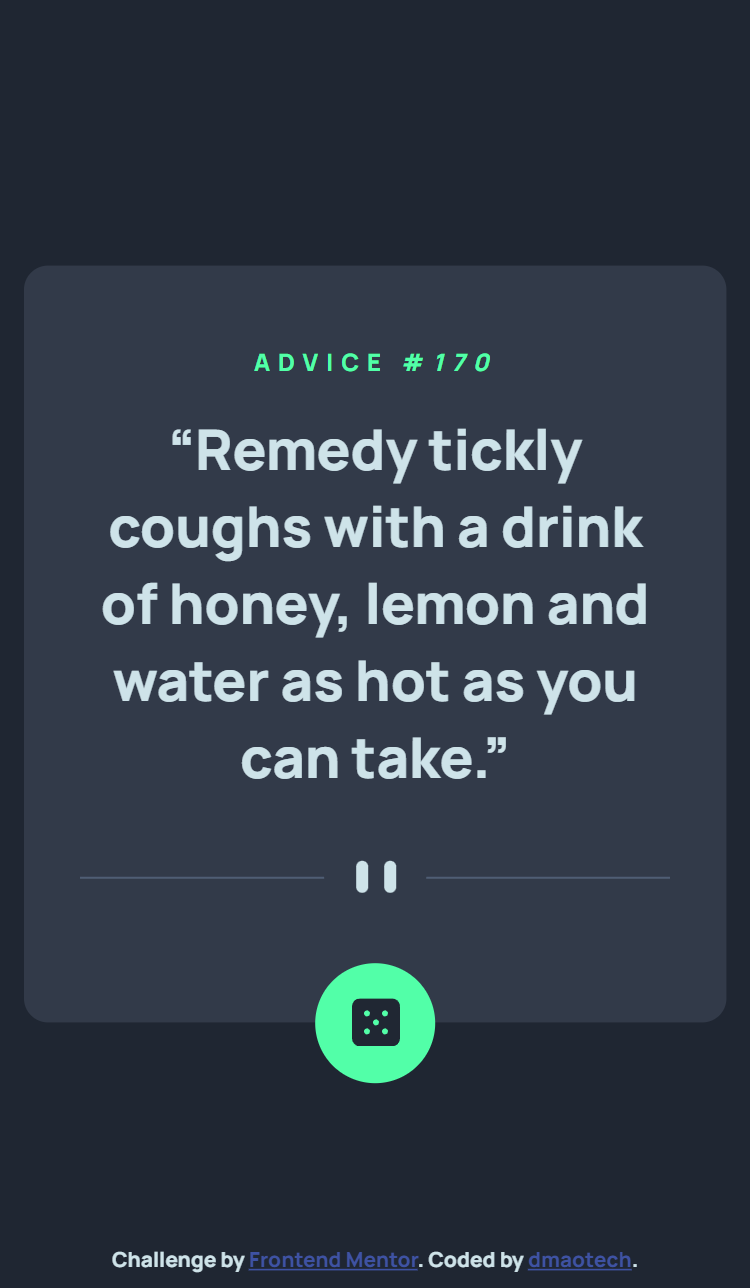 ADVICE #170
“Remedy tickly
coughs with a drink
of honey, lemon and
water as hot as you
can take.”
Challenge by Frontend Mentor. Coded by dmaotech.